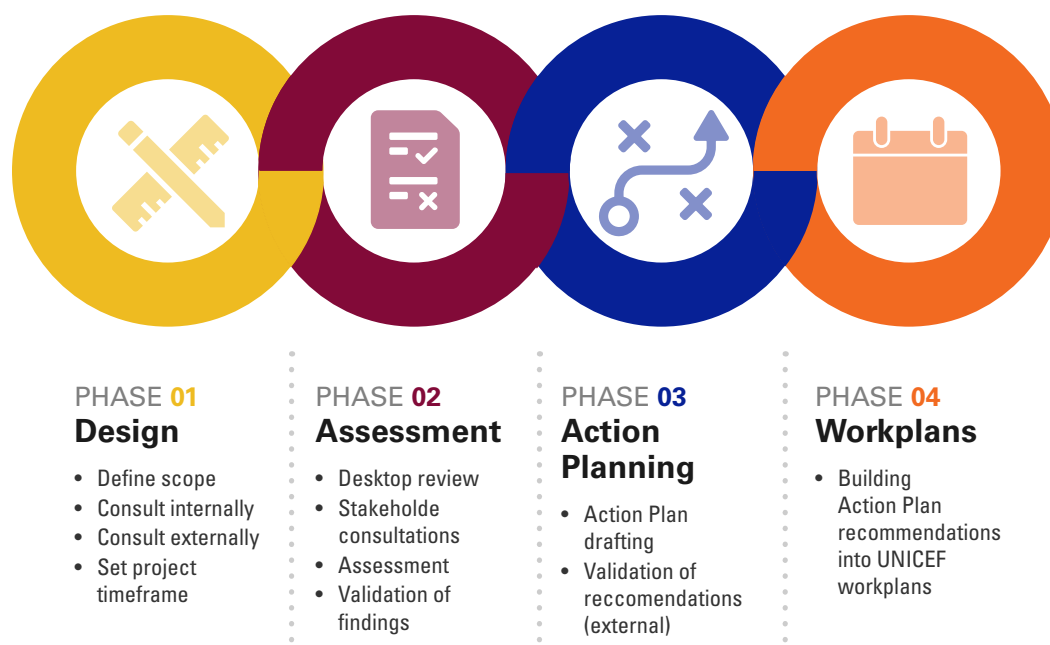 PHASE 01
Design
• Define scope
• Consult internally
• Consult externally
• Set project
timeframe
PHASE 02
Assessment
• Desktop review
• Stakeholde
consultations
• Assessment
• Validation of
findings
PHASE 03
Action
Planning
• Action Plan
drafting
• Validation of
reccomendations
(external)
PHASE 04
Workplans
• Building
Action Plan
recommendations
into UNICEF
workplans